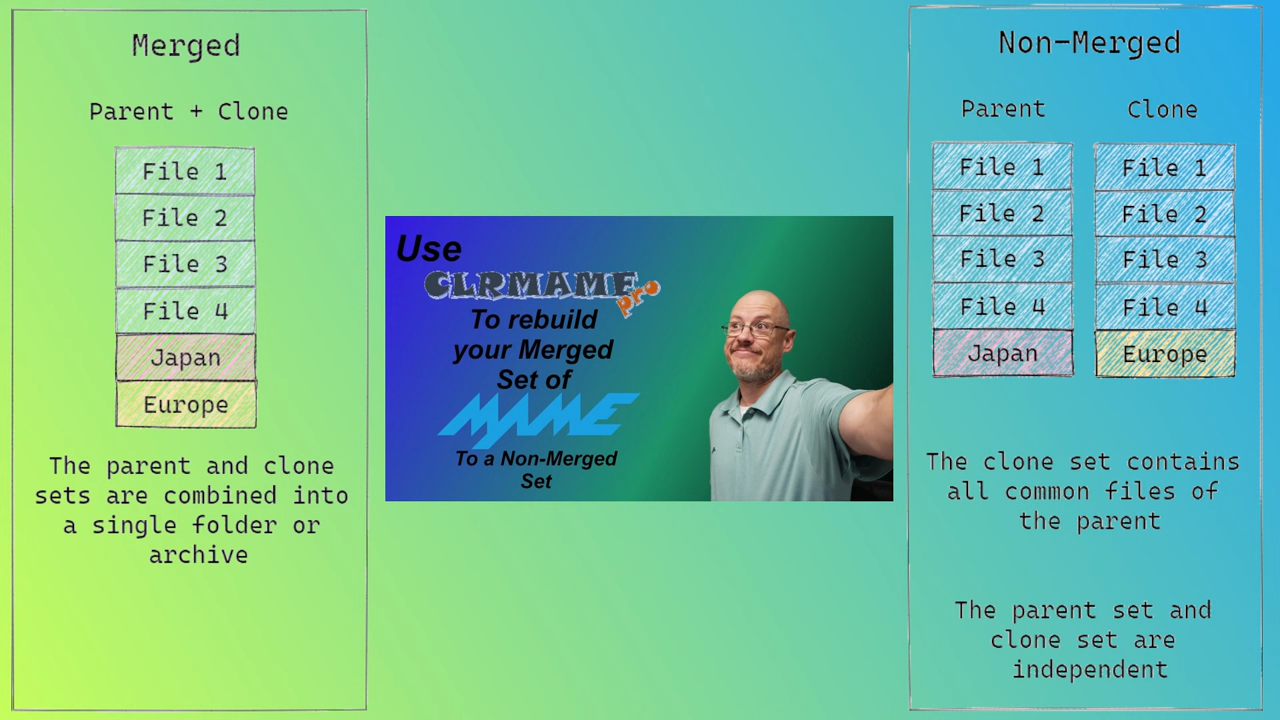 Merged
Parent + Clone
File 1
File 2
File 3
File 4
Japan
Europe
The parent and clone
sets are combined into
a single folder or
archive
Use
CLRMAME pro
To rebuild
your Merged
Set of
MAME
To a Non-Merged
Set
Non-Merged
Parent
File 1
File 2
File 3
File 4
Japan
Clone
File 1
File 2
File 3
File 4
Europe
The clone set contains
all common files of
the parent
The parent set and
clone set are
independent